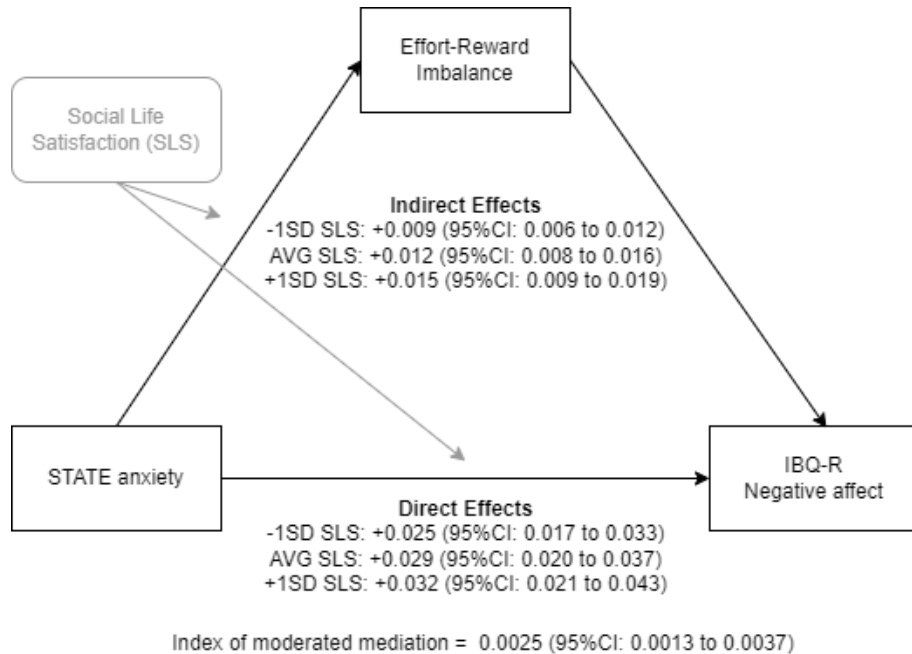 Effort-Reward
Imbalance
Social Life
Satisfaction (SLS)
Indirect Effects
-1SD SLS: +0.009 (95%CI: 0.006 to 0.012)
AVG SLS: +0.012 (95%CI: 0.008 to 0.016)
+1SD SLS: +0.015 (95%CI: 0.009 to 0.019)
STATE anxiety
IBQ-R
Negative affect
Direct Effects
-1SD SLS: +0.025 (95%CI: 0.017 to 0.033)
AVG SLS: +0.029 (95%CI: 0.020 to 0.037)
+1SD SLS: +0.032 (95%CI: 0.021 to 0.043)
Index of moderated mediation = 0.0025 (95%CI: 0.0013 to 0.0037)